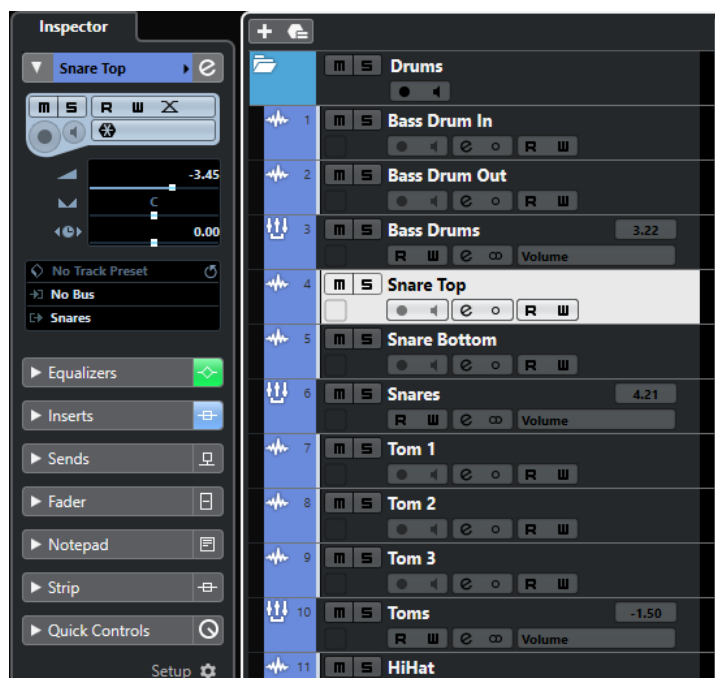 Inspector
Snare Top
m S R W
-3.45
C
0.00
No Track Preset
No Bus
Snares
Equalizers
Inserts
Sends
Fader
Notepad
Strip
Quick Controls
Setup
m S Drums
1 m S Bass Drum In
e R W
2 m S Bass Drum Out
e R W
3 m S Bass Drums 3.22
R W e Volume
4 m S Snare Top
e R W
5 m S Snare Bottom
e R W
6 m S Snares 4.21
R W e Volume
7 m S Tom 1
e R W
8 m S Tom 2
e R W
9 m S Tom 3
e R W
10 m S Toms -1.50
R W e Volume
11 m S HiHat